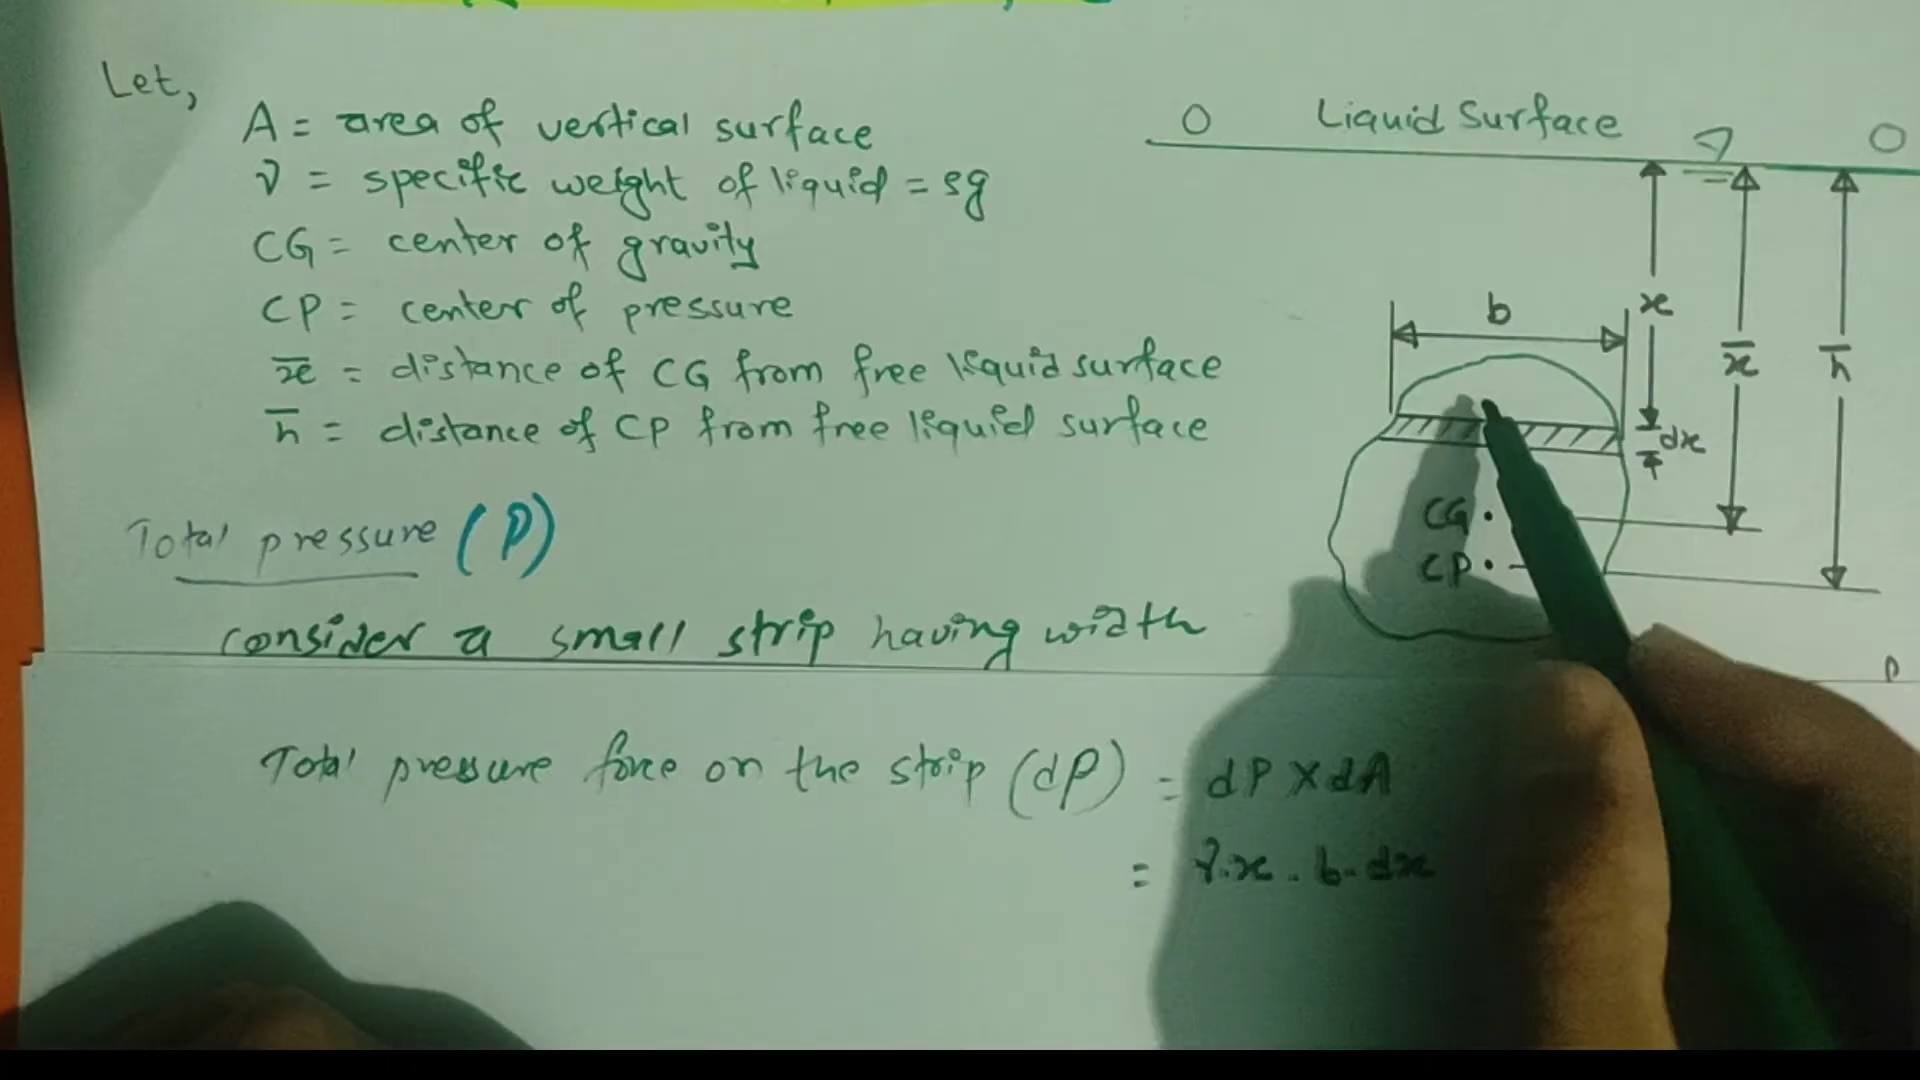 Let,
A = area of vertical surface
γ = specific weight of liquid = ρg
CG = center of gravity
CP = center of pressure
x̄ = distance of CG from free liquid surface
h̄ = distance of CP from free liquid surface
Total pressure (P)
consider a small strip having width
Total pressure force on the strip (dP) = dP × dA
= γ.x . b. dx
O Liquid Surface O
b
x
x̄
h̄
dx
CG
CP